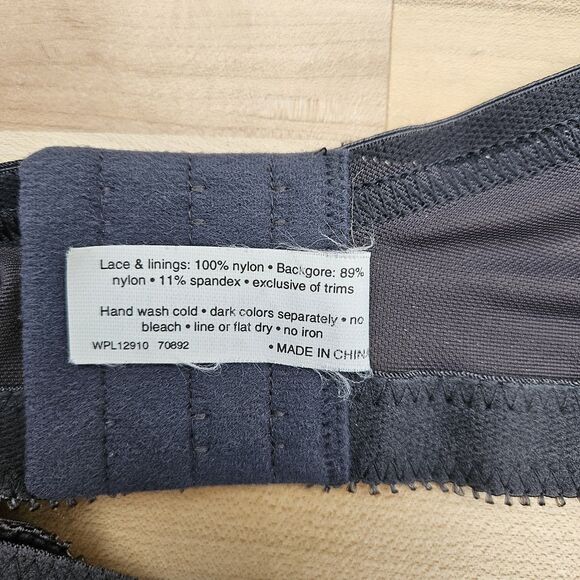 Lace & linings: 100% nylon • Backgore: 89%
nylon • 11% spandex • exclusive of trims
Hand wash cold • dark colors separately • no
bleach • line or flat dry • no iron
WPL12910 70892
• MADE IN CHINA